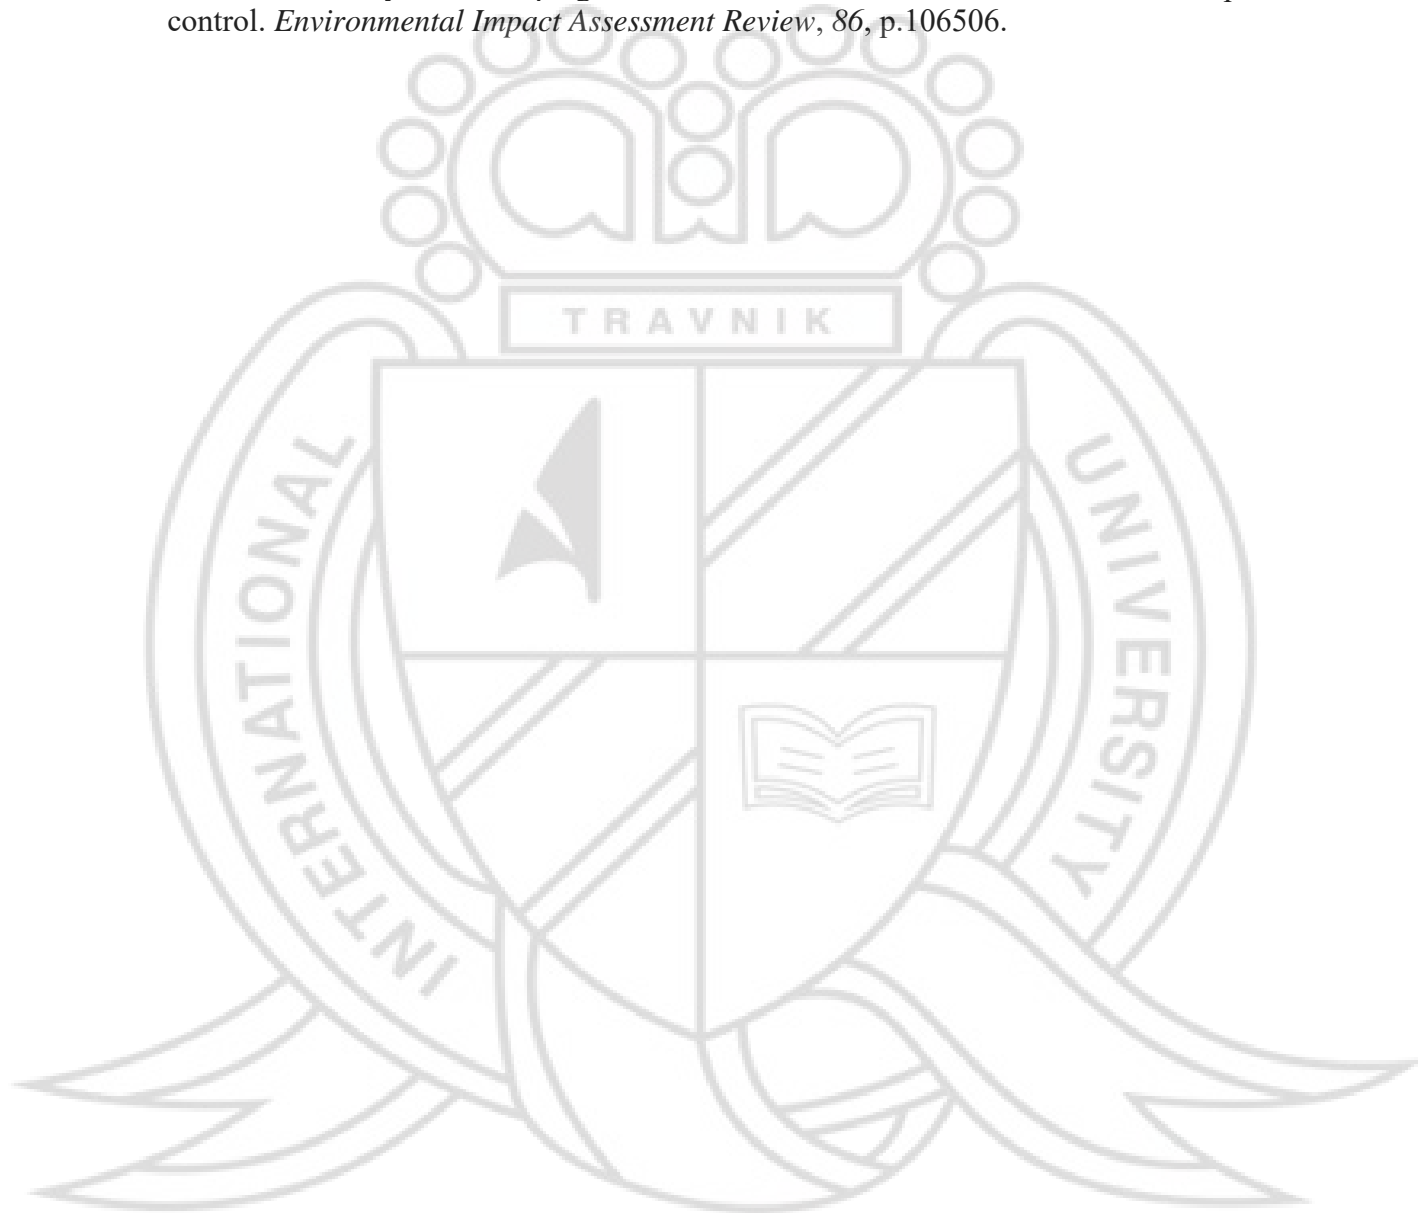 control. Environmental Impact Assessment Review, 86, p.106506.
TRAVNIK
INTERNATIONAL
UNIVERSITY